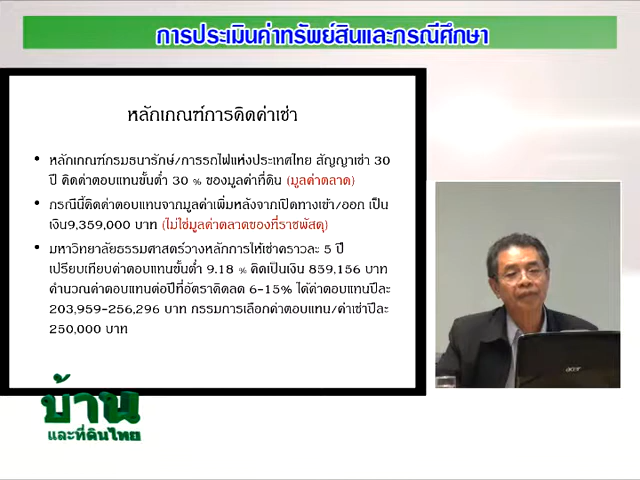 การประเมินค่าทรัพย์สินและกรณีศึกษา
หลักเกณฑ์การคิดค่าเช่า
• หลักเกณฑ์กรมธนารักษ์/การรถไฟแห่งประเทศไทย สัญญาเช่า 30
ปี คิดค่าตอบแทนขั้นต่ำ 30 % ของมูลค่าที่ดิน (มูลค่าตลาด)
• กรณีนี้คิดค่าตอบแทนจากมูลค่าเพิ่มหลังจากเปิดทางเข้า/ออก เป็น
เงิน9,359,000 บาท (ไม่ใช่มูลค่าตลาดของที่ราชพัสดุ)
• มหาวิทยาลัยธรรมศาสตร์วางหลักการให้เช่าคราวละ 5 ปี
เปรียบเทียบค่าตอบแทนขั้นต่ำ 9.18 % คิดเป็นเงิน 859,156 บาท
คำนวณค่าตอบแทนต่อปีที่อัตราคิดลด 6-15% ได้ค่าตอบแทนปีละ
203,959-256,296 บาท กรรมการเลือกค่าตอบแทน/ค่าเช่าปีละ
250,000 บาท
acer
บ้าน
และที่ดินไทย